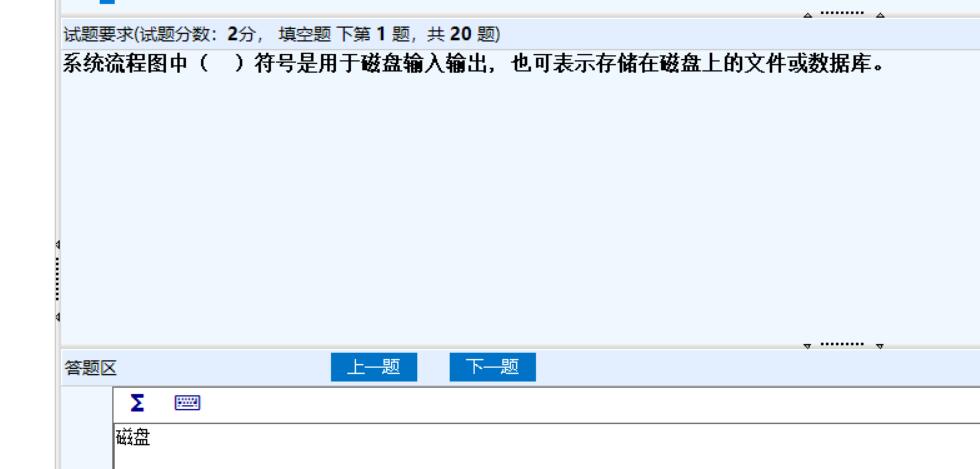 试题要求(试题分数：2分， 填空题 下第 1 题，共 20 题)
系统流程图中（ ）符号是用于磁盘输入输出，也可表示存储在磁盘上的文件或数据库。
答题区 上一题 下一题
Σ
磁盘